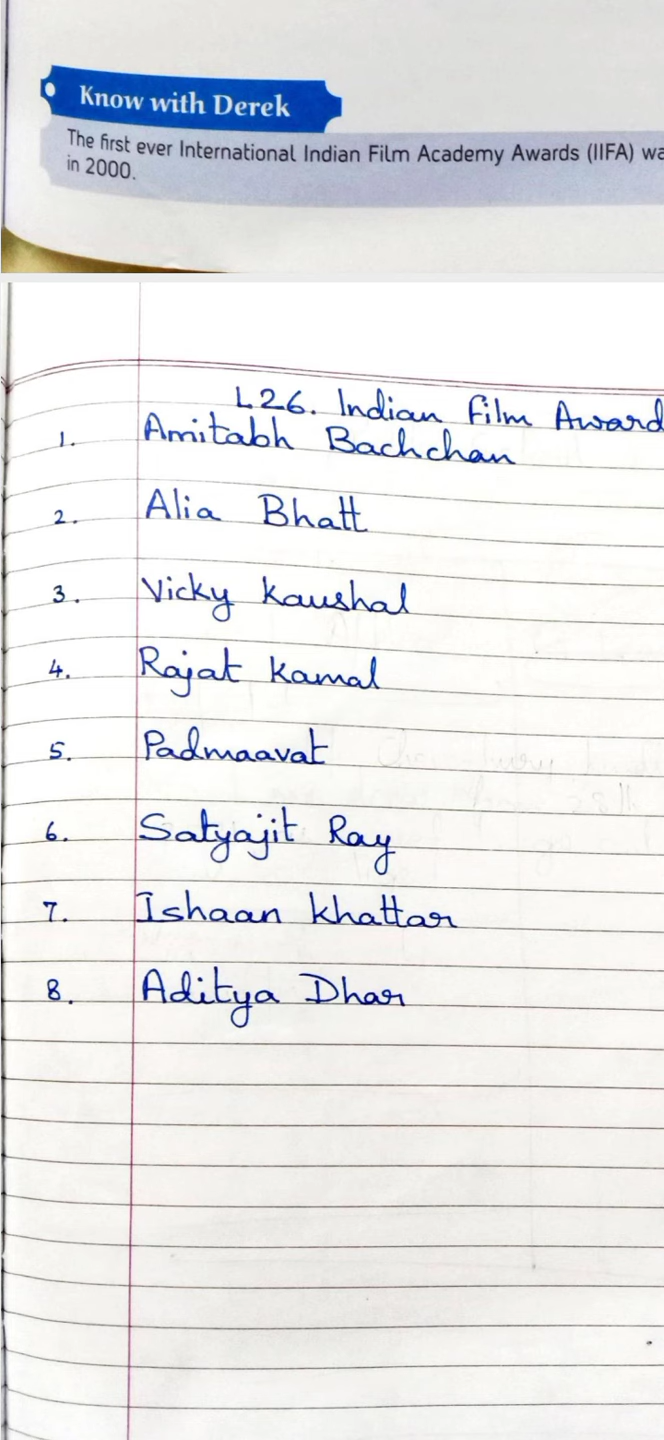 Know with Derek
The first ever International Indian Film Academy Awards (IIFA) wa
in 2000.
L26. Indian Film Award
1. Amitabh Bachchan
2. Alia Bhatt
3. Vicky Kaushal
4. Rajat Kamal
5. Padmaavat
6. Satyajit Ray
7. Ishaan Khattar
8. Aditya Dhar